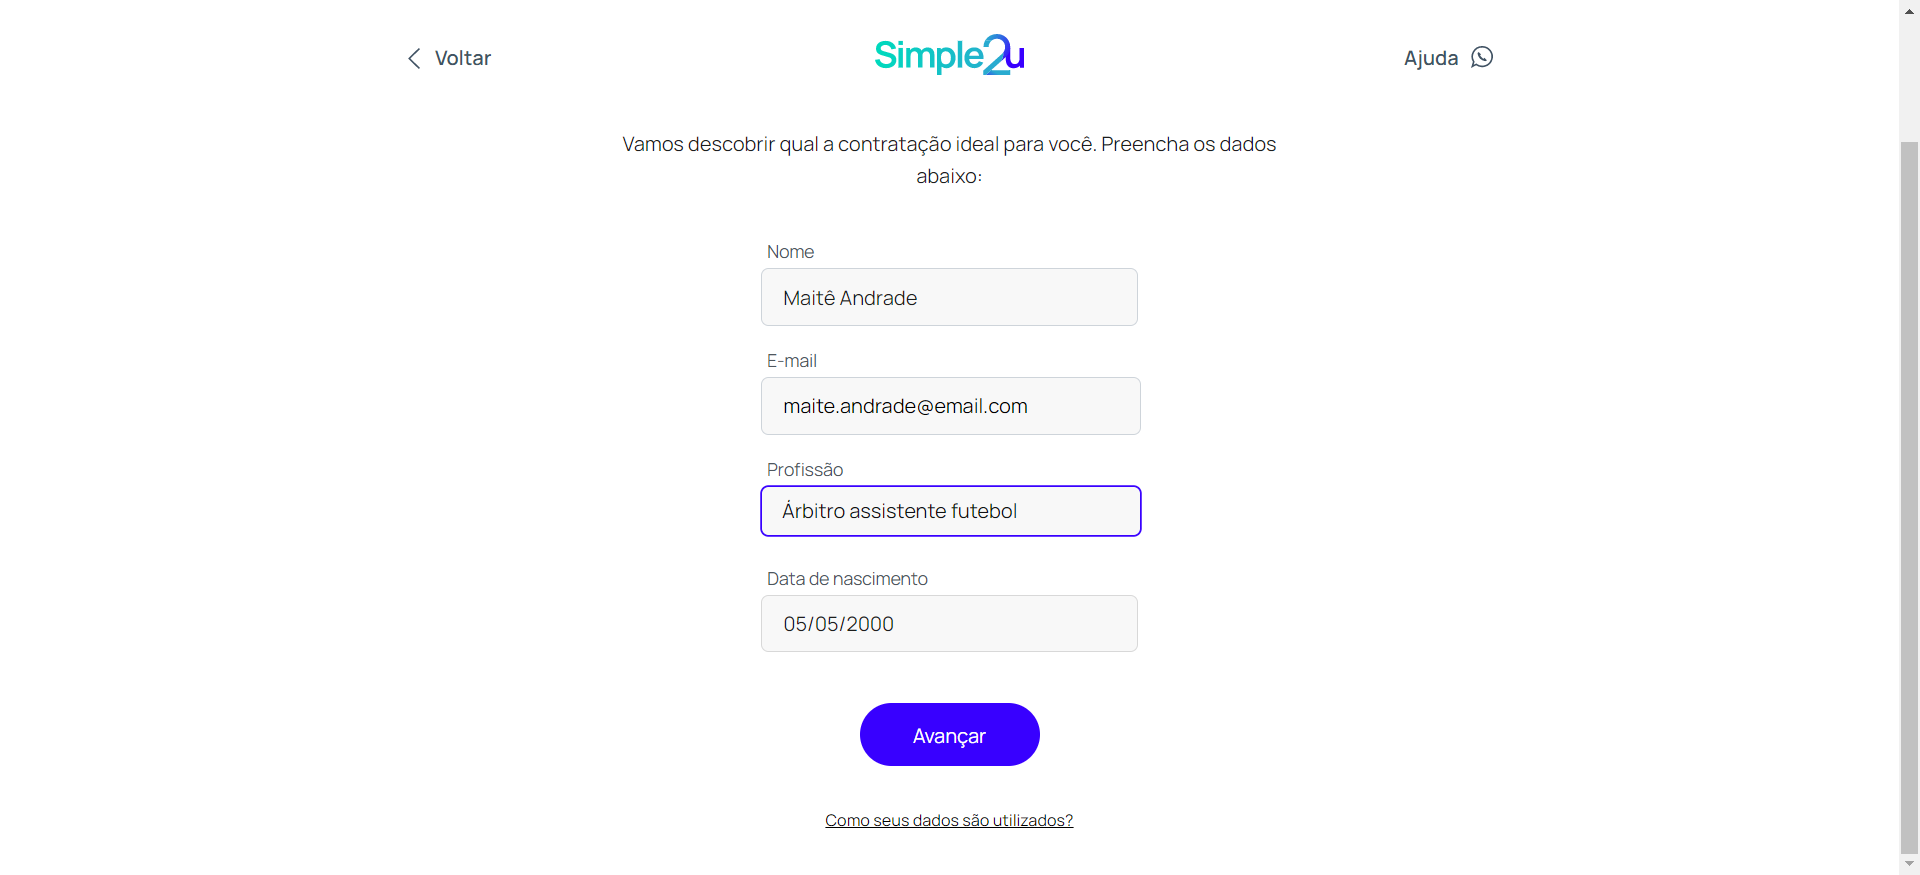 Voltar
Simple2u
Ajuda
Vamos descobrir qual a contratação ideal para você. Preencha os dados
abaixo:
Nome
Maitê Andrade
E-mail
maite.andrade@email.com
Profissão
Árbitro assistente futebol
Data de nascimento
05/05/2000
Avançar
Como seus dados são utilizados?